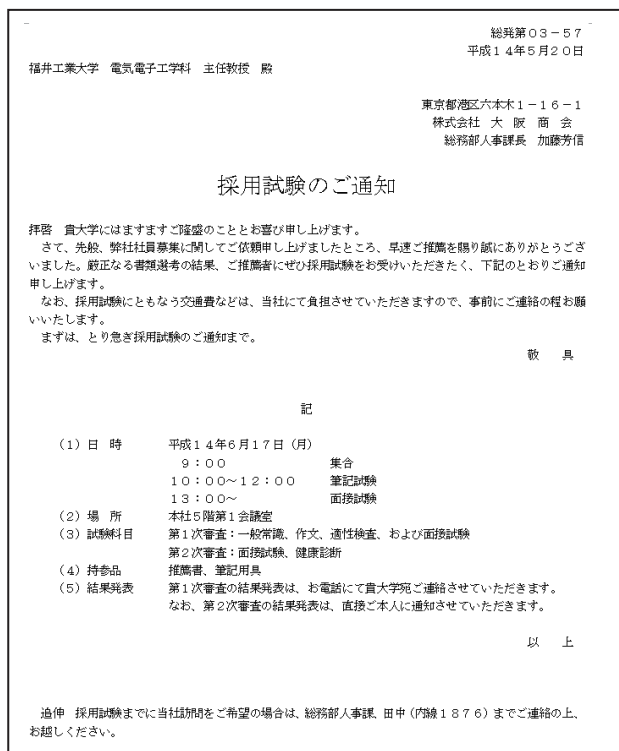 総発第03－57
平成14年5月20日
福井工業大学　電気電子工学科　主任教授　殿
東京都港区六本木1－16－1
株式会社　大　阪　商　会
総務部人事課長　加藤芳信
採用試験のご通知
拝啓　貴大学にはますますご隆盛のこととお喜び申し上げます。
　さて、先般、弊社社員募集に関してご依頼申し上げましたところ、早速ご推薦を賜り誠にありがとうござ
いました。厳正なる書類選考の結果、ご推薦者にぜひ採用試験をお受けいただきたく、下記のとおりご通知
申し上げます。
　なお、採用試験にともなう交通費などは、当社にて負担させていただきますので、事前にご連絡の程お願
いいたします。
　まずは、とり急ぎ採用試験のご通知まで。
敬　具
記
（1）日　時　平成14年6月17日（月）
9：00　集合
10：00～12：00　筆記試験
13：00～　面接試験
（2）場　所　本社5階第1会議室
（3）試験科目　第1次審査：一般常識、作文、適性検査、および面接試験
第2次審査：面接試験、健康診断
（4）持参品　推薦書、筆記用具
（5）結果発表　第1次審査の結果発表は、お電話にて貴大学宛ご連絡させていただきます。
なお、第2次審査の結果発表は、直接ご本人に通知させていただきます。
以　上
追伸　採用試験までに当社訪問をご希望の場合は、総務部人事課、田中（内線1876）までご連絡の上、
お越しください。